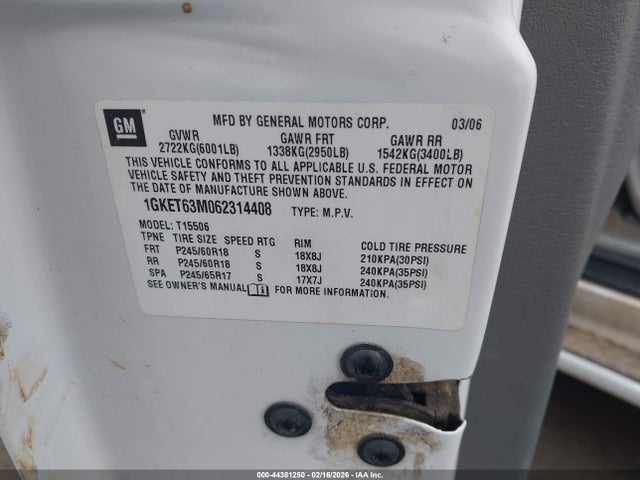 GM
MFD BY GENERAL MOTORS CORP. 03/06
GVWR GAWR FRT GAWR RR
2722KG(6001LB) 1338KG(2950LB) 1542KG(3400LB)
THIS VEHICLE CONFORMS TO ALL APPLICABLE U.S. FEDERAL MOTOR
VEHICLE SAFETY AND THEFT PREVENTION STANDARDS IN EFFECT ON
THE DATE OF MANUFACTURE SHOWN ABOVE.
1GKET63M062314408 TYPE: M.P.V.
MODEL: T15506
TPNE TIRE SIZE SPEED RTG RIM COLD TIRE PRESSURE
FRT P245/60R18 S 18X8J 210KPA(30PSI)
RR P245/60R18 S 18X8J 240KPA(35PSI)
SPA P245/65R17 S 17X7J 240KPA(35PSI)
SEE OWNER'S MANUAL FOR MORE INFORMATION.
000-44381250 - 02/16/2026 - Copyright IAA, LLC